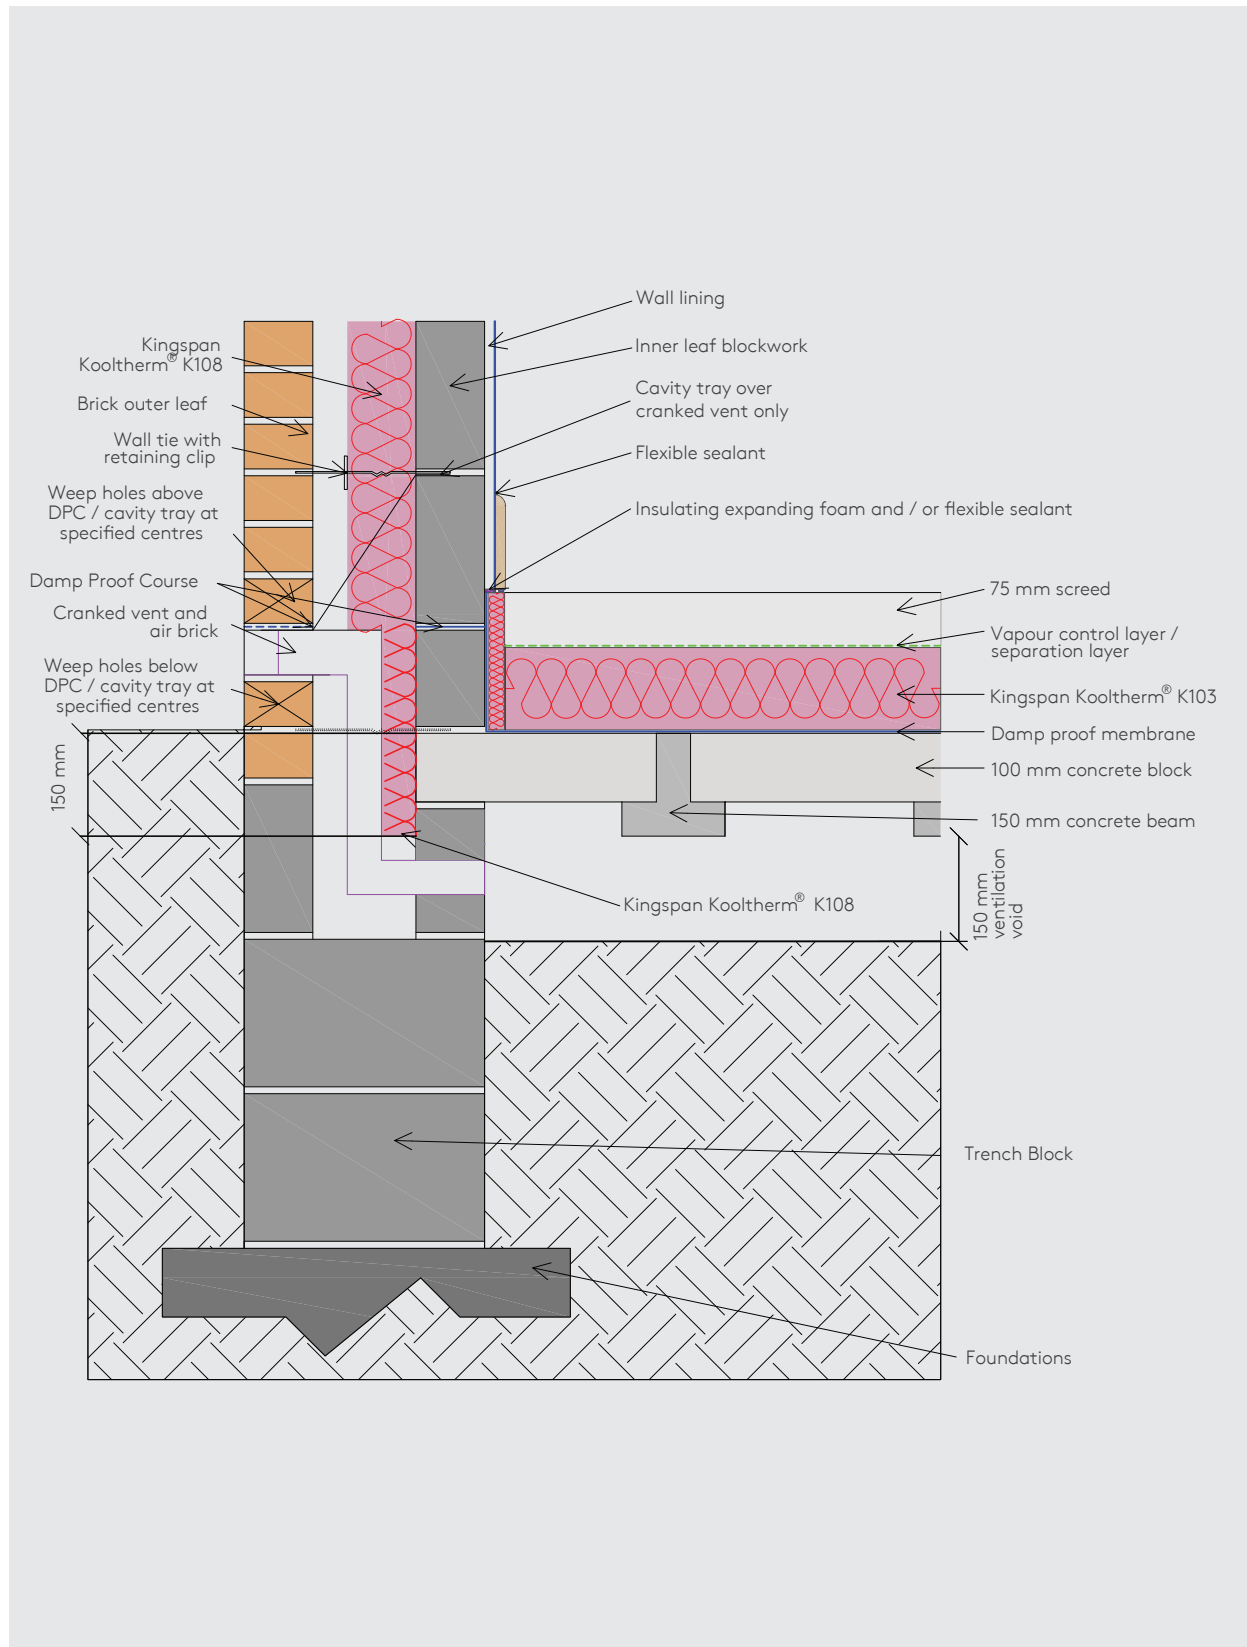 Wall lining
Kingspan
Kooltherm® K108
Inner leaf blockwork
Brick outer leaf
Cavity tray over
cranked vent only
Wall tie with
retaining clip
Flexible sealant
Weep holes above
DPC / cavity tray at
specified centres
Insulating expanding foam and / or flexible sealant
Damp Proof Course
75 mm screed
Cranked vent and
air brick
Vapour control layer /
separation layer
Weep holes below
DPC / cavity tray at
specified centres
Kingspan Kooltherm® K103
Damp proof membrane
150 mm
100 mm concrete block
150 mm concrete beam
Kingspan Kooltherm® K108
150 mm
ventilation
void
Trench Block
Foundations